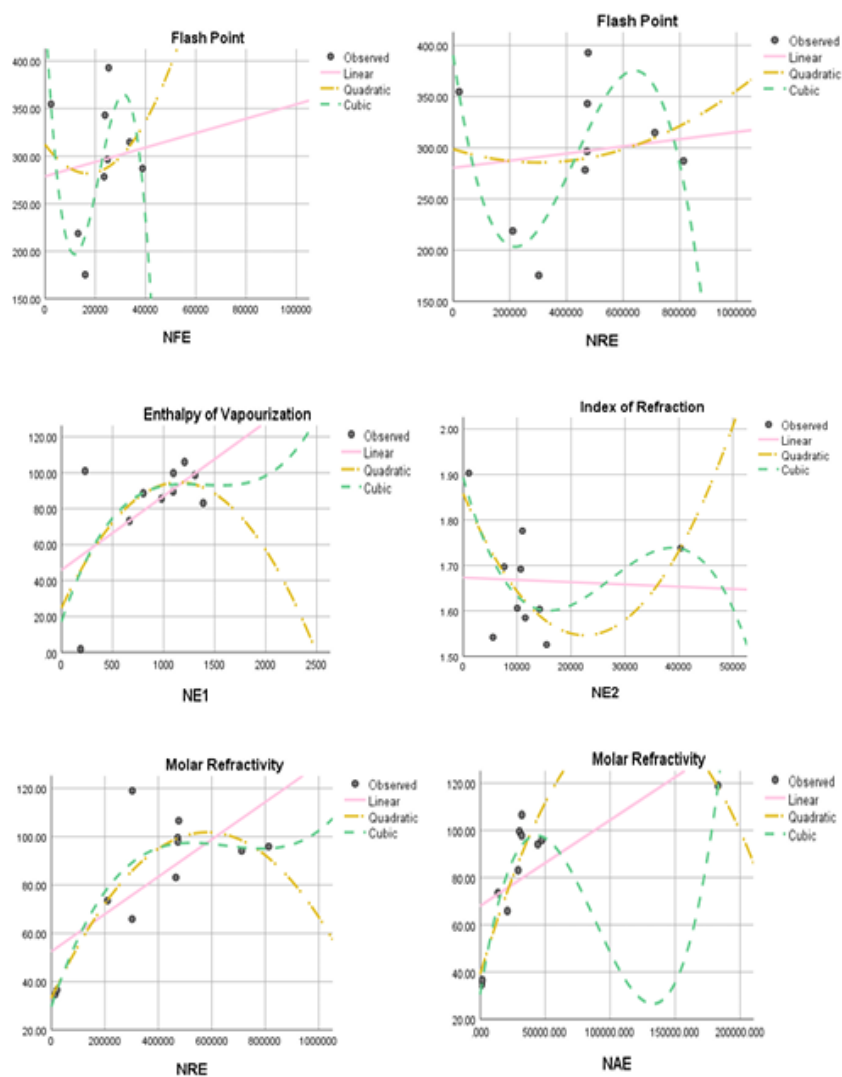 Flash Point
400.00
350.00
300.00
250.00
200.00
150.00
0 20000 40000 60000 80000 100000
NFE
Observed
Linear
Quadratic
Cubic
Flash Point
400.00
350.00
300.00
250.00
200.00
150.00
0 200000 400000 600000 800000 1000000
NRE
Observed
Linear
Quadratic
Cubic
Enthalpy of Vapourization
120.00
100.00
80.00
60.00
40.00
20.00
.00
0 500 1000 1500 2000 2500
NE1
Observed
Linear
Quadratic
Cubic
Index of Refraction
2.00
1.90
1.80
1.70
1.60
1.50
0 10000 20000 30000 40000 50000
NE2
Observed
Linear
Quadratic
Cubic
Molar Refractivity
120.00
100.00
80.00
60.00
40.00
20.00
0 200000 400000 600000 800000 1000000
NRE
Observed
Linear
Quadratic
Cubic
Molar Refractivity
120.00
100.00
80.00
60.00
40.00
20.00
.000 50000.000 100000.000 150000.000 200000.000
NAE
Observed
Linear
Quadratic
Cubic